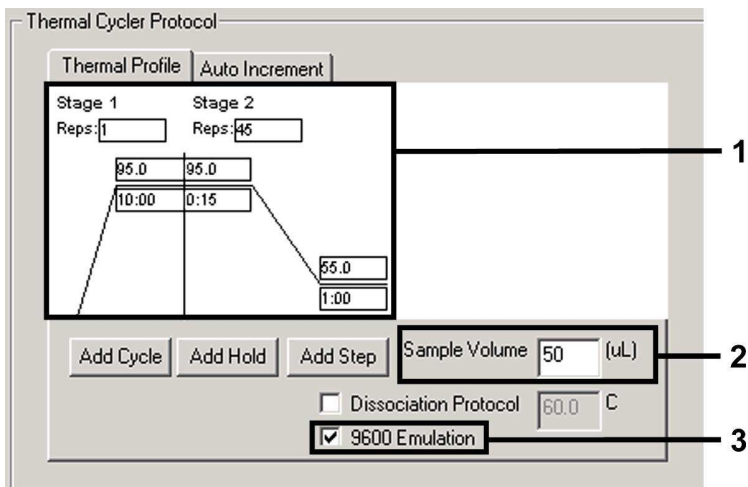 Thermal Cycler Protocol
Thermal Profile Auto Increment
Stage 1 Stage 2
Reps: 1 Reps: 45
1
95.0 95.0
10:00 0:15
55.0
1:00
Add Cycle Add Hold Add Step Sample Volume 50 (uL)
2
Dissociation Protocol 60.0 C
9600 Emulation
3